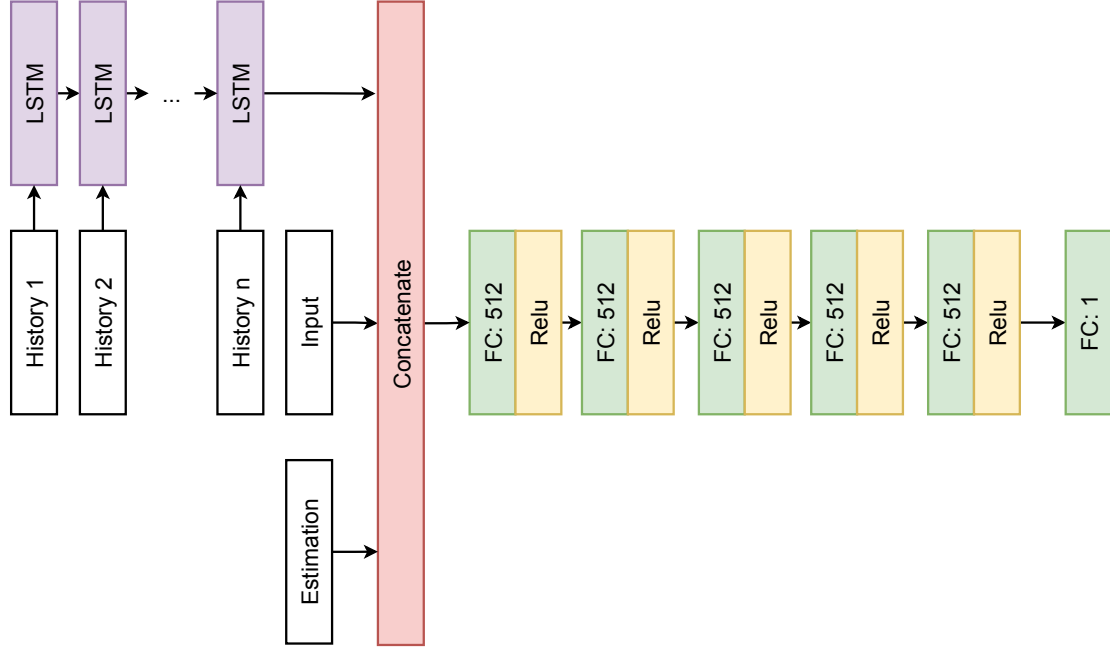 LSTM
LSTM
...
LSTM
History 1
History 2
History n
Input
Estimation
Concatenate
FC: 512
Relu
FC: 512
Relu
FC: 512
Relu
FC: 512
Relu
FC: 512
Relu
FC: 1